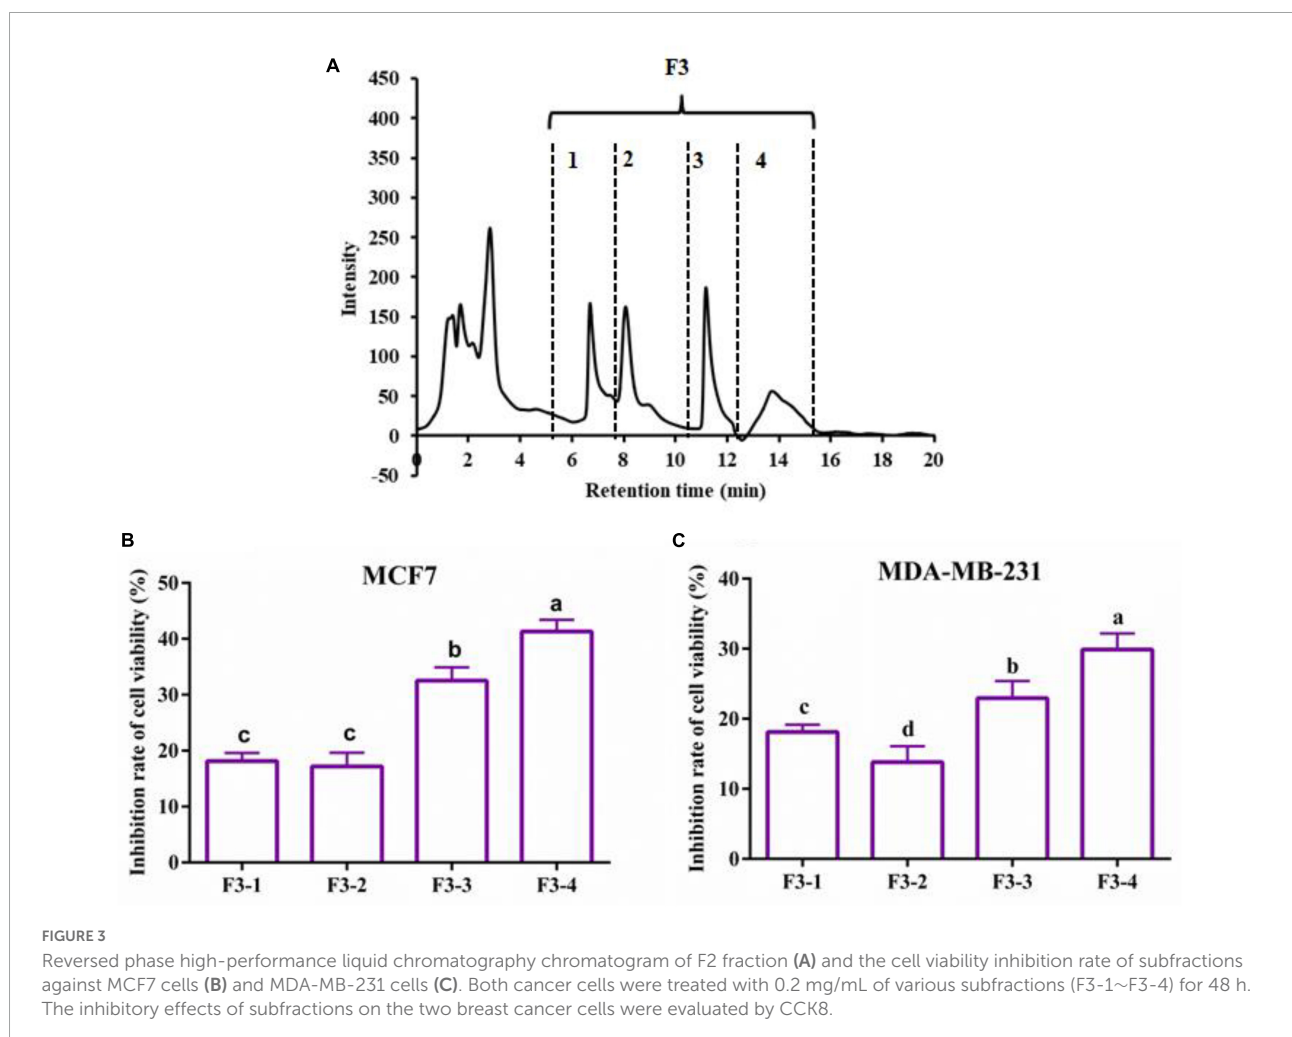 A
F3
450
400
350
300
250
200
150
100
50
0
-50
Intensity
1 2 3 4
0 2 4 6 8 10 12 14 16 18 20
Retention time (min)
B
MCF7
Inhibition rate of cell viability (%)
50
40
30
20
10
0
c c b a
F3-1 F3-2 F3-3 F3-4
C
MDA-MB-231
Inhibition rate of cell viability (%)
40
30
20
10
0
c d b a
F3-1 F3-2 F3-3 F3-4
FIGURE 3
Reversed phase high-performance liquid chromatography chromatogram of F2 fraction (A) and the cell viability inhibition rate of subfractions
against MCF7 cells (B) and MDA-MB-231 cells (C). Both cancer cells were treated with 0.2 mg/mL of various subfractions (F3-1~F3-4) for 48 h.
The inhibitory effects of subfractions on the two breast cancer cells were evaluated by CCK8.